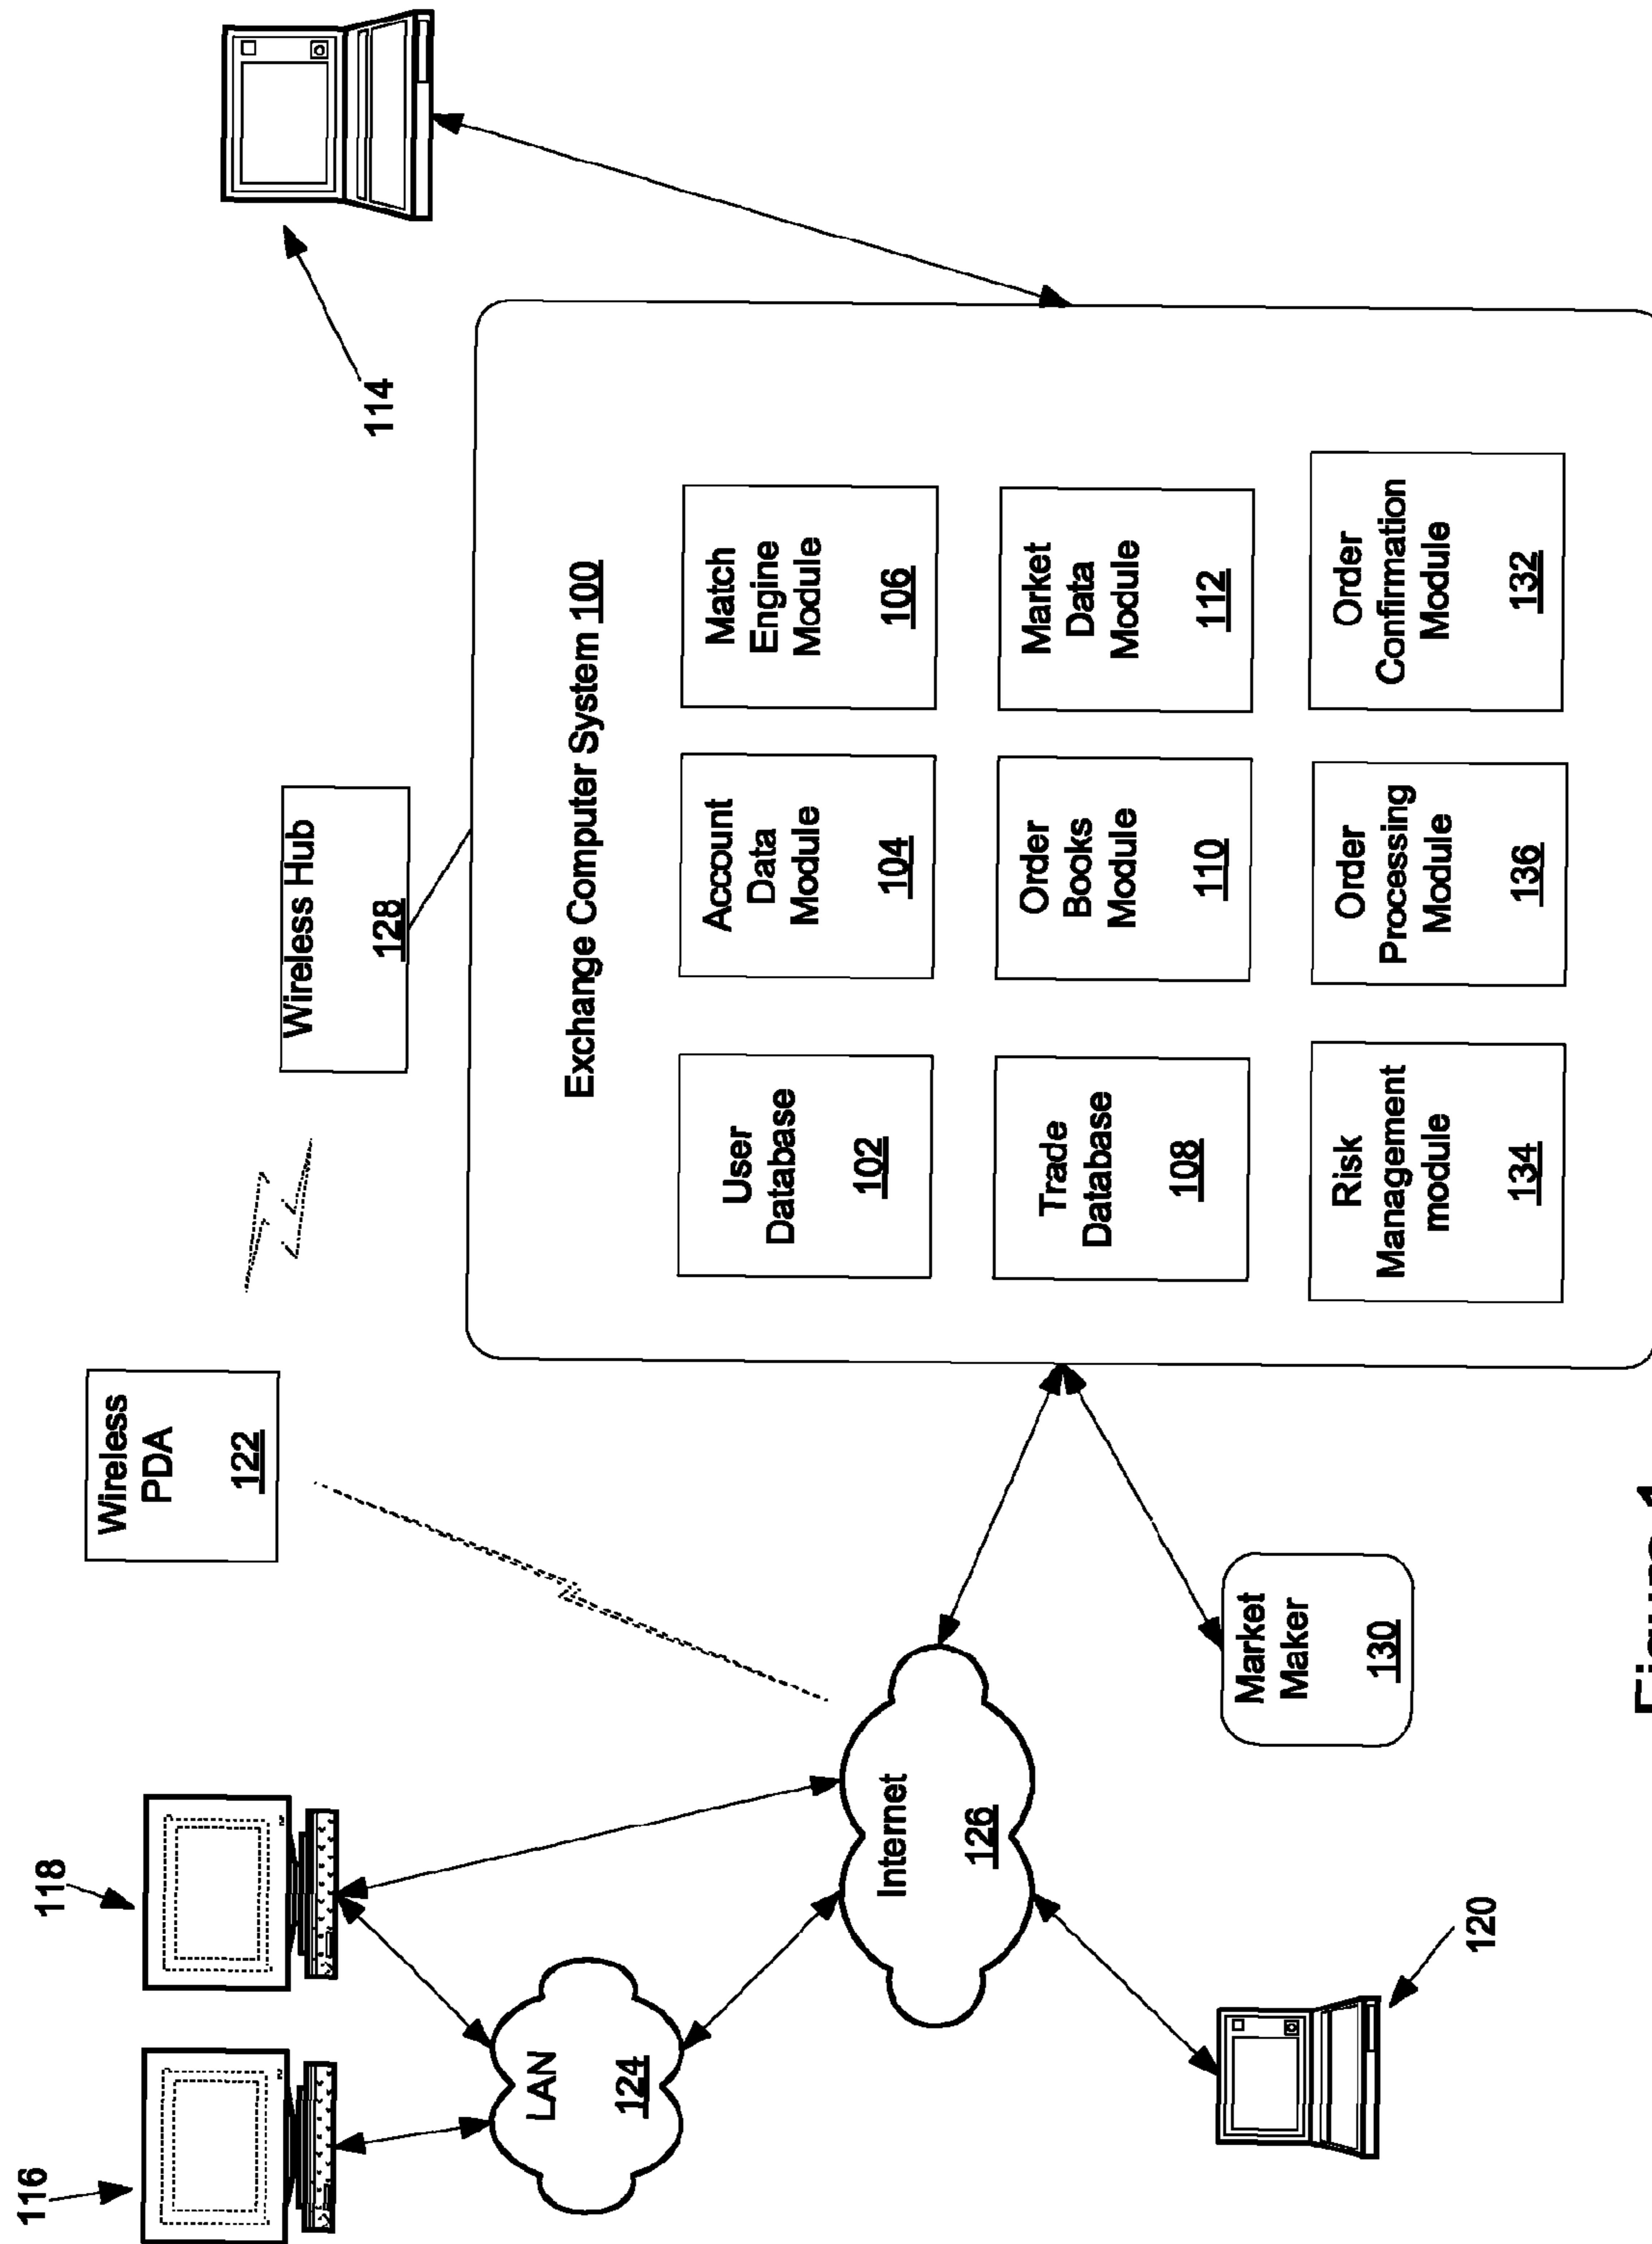 116
118
Wireless
PDA
122
Wireless Hub
128
114
LAN
124
Internet
126
120
Market
Maker
130
Exchange Computer System 100
User
Database
102
Account
Data
Module
104
Match
Engine
Module
106
Trade
Database
108
Order
Books
Module
110
Market
Data
Module
112
Risk
Management
module
134
Order
Processing
Module
136
Order
Confirmation
Module
132
Figure 1